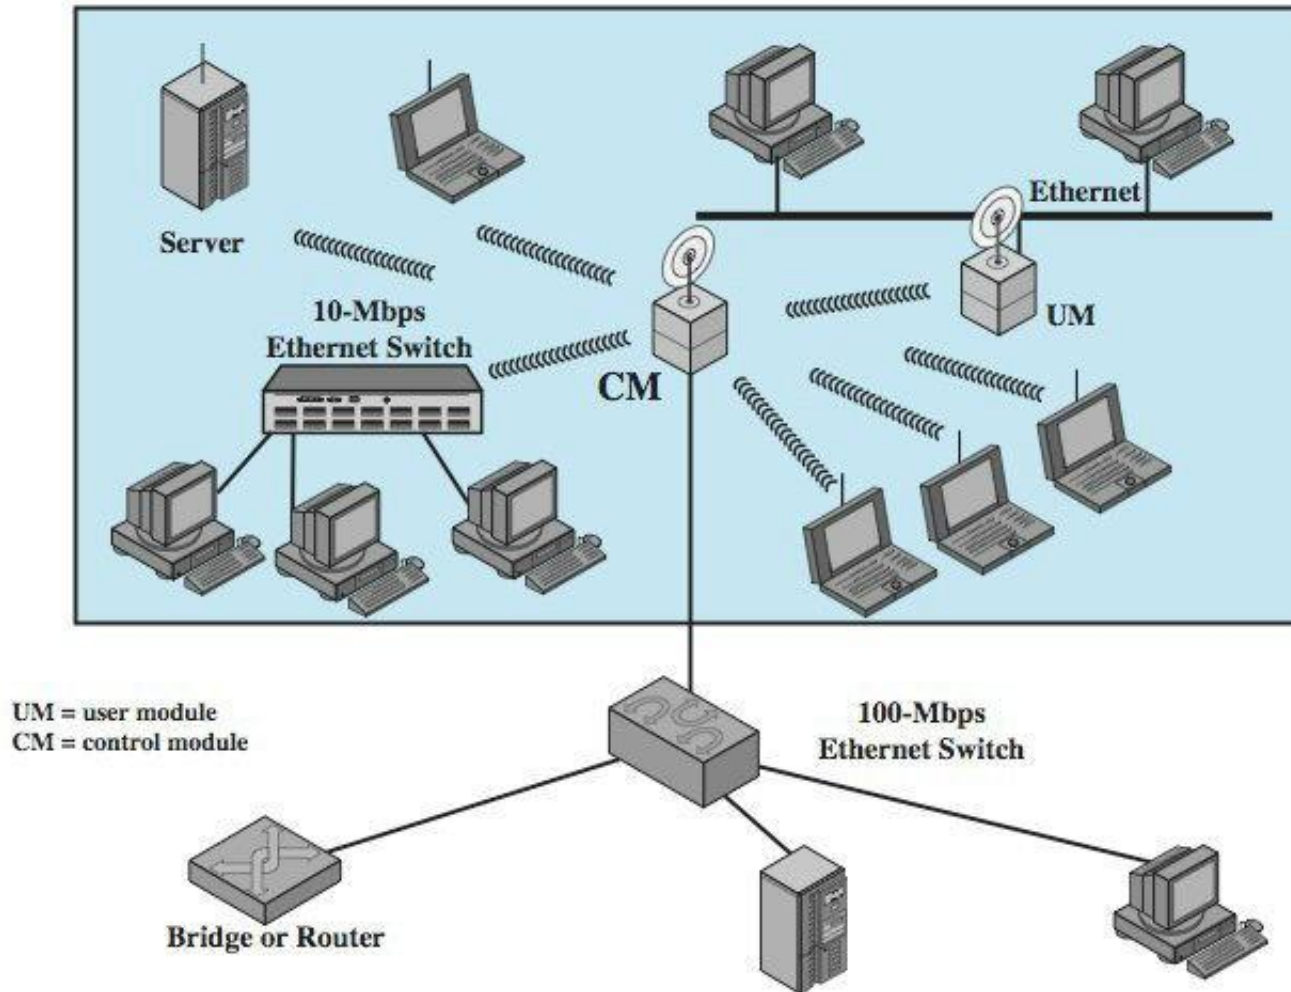 Ethernet
Server
10-Mbps
Ethernet Switch
UM
CM
UM = user module
CM = control module
100-Mbps
Ethernet Switch
Bridge or Router